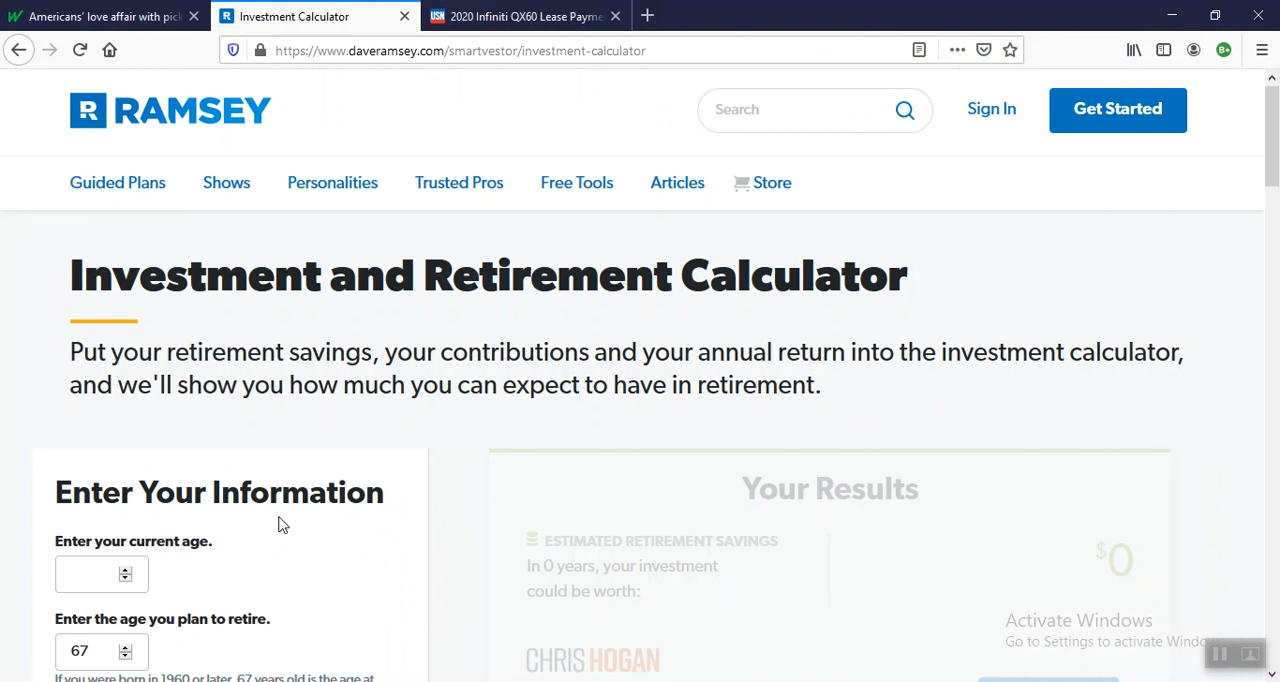 Americans' love affair with pick
Investment Calculator
USN 2020 Infiniti QX60 Lease Payme
https://www.daveramsey.com/smartvestor/investment-calculator
B+
R RAMSEY
Search
Sign In
Get Started
Guided Plans
Shows
Personalities
Trusted Pros
Free Tools
Articles
Store
Investment and Retirement Calculator
Put your retirement savings, your contributions and your annual return into the investment calculator,
and we'll show you how much you can expect to have in retirement.
Enter Your Information
Enter your current age.
Enter the age you plan to retire.
67
If you were born in 1960 or later, 67 years old is the age at
Your Results
ESTIMATED RETIREMENT SAVINGS
In 0 years, your investment
could be worth:
$0
CHRIS HOGAN
Activate Windows
Go to Settings to activate Windo